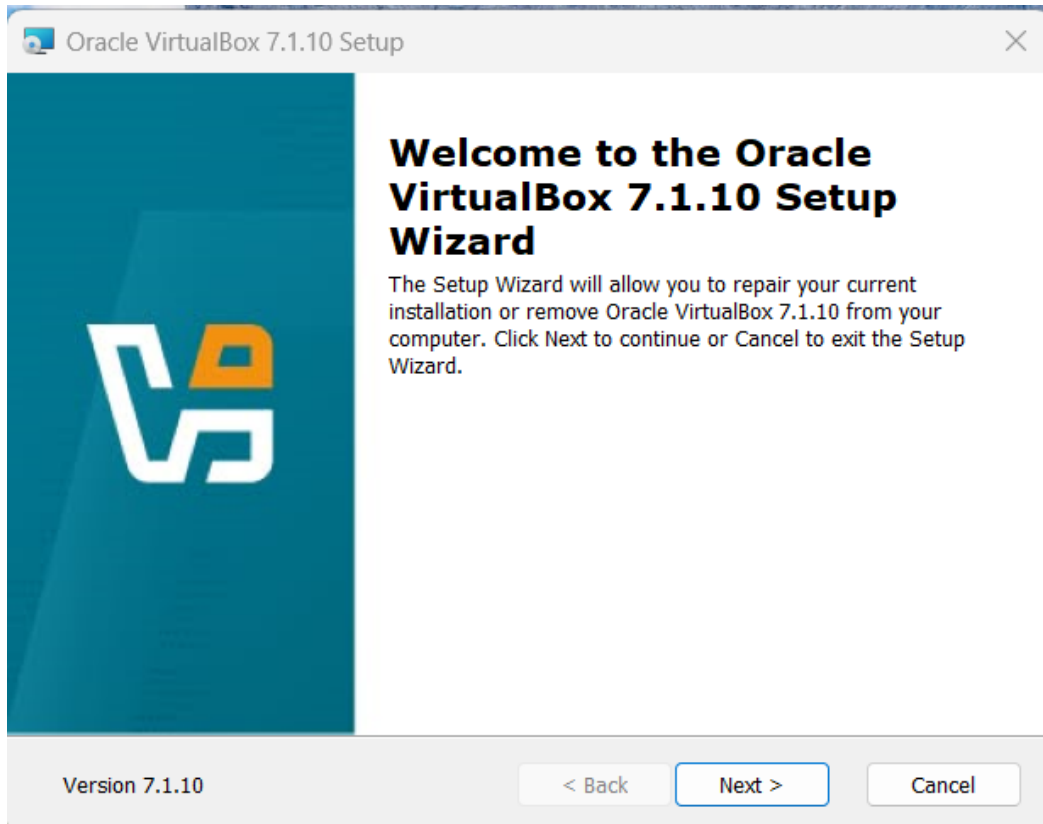 Oracle VirtualBox 7.1.10 Setup
Welcome to the Oracle
VirtualBox 7.1.10 Setup
Wizard
The Setup Wizard will allow you to repair your current
installation or remove Oracle VirtualBox 7.1.10 from your
computer. Click Next to continue or Cancel to exit the Setup
Wizard.
Version 7.1.10
< Back
Next >
Cancel